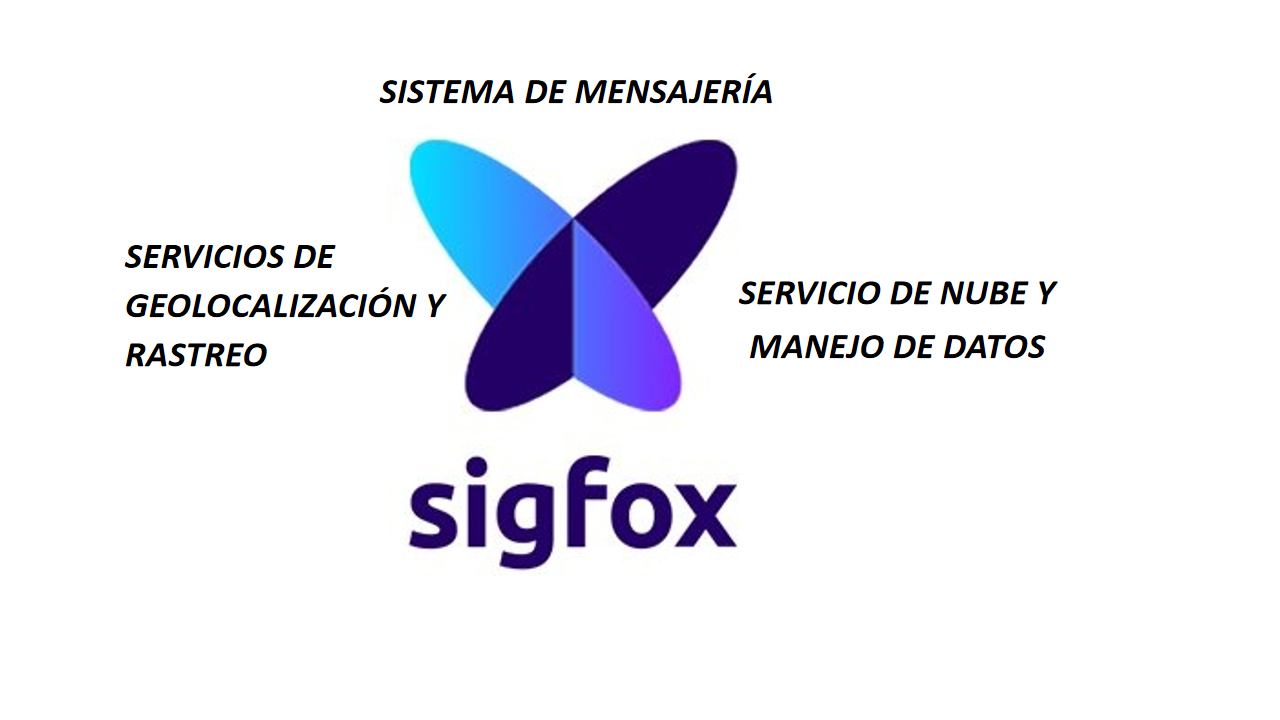 SISTEMA DE MENSAJERÍA
SERVICIOS DE
GEOLOCALIZACIÓN Y
RASTREO
SERVICIO DE NUBE Y
MANEJO DE DATOS
sigfox